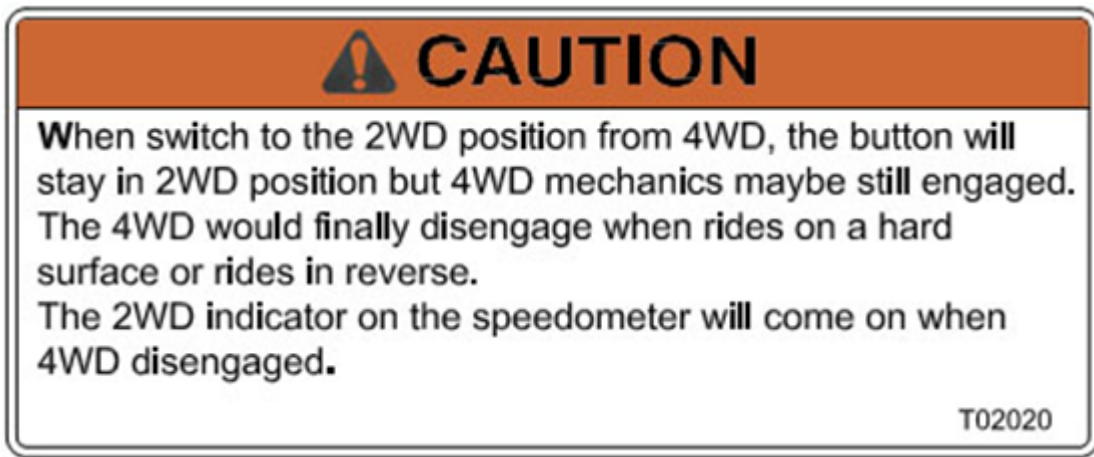 CAUTION
When switch to the 2WD position from 4WD, the button will
stay in 2WD position but 4WD mechanics maybe still engaged.
The 4WD would finally disengage when rides on a hard
surface or rides in reverse.
The 2WD indicator on the speedometer will come on when
4WD disengaged.
T02020